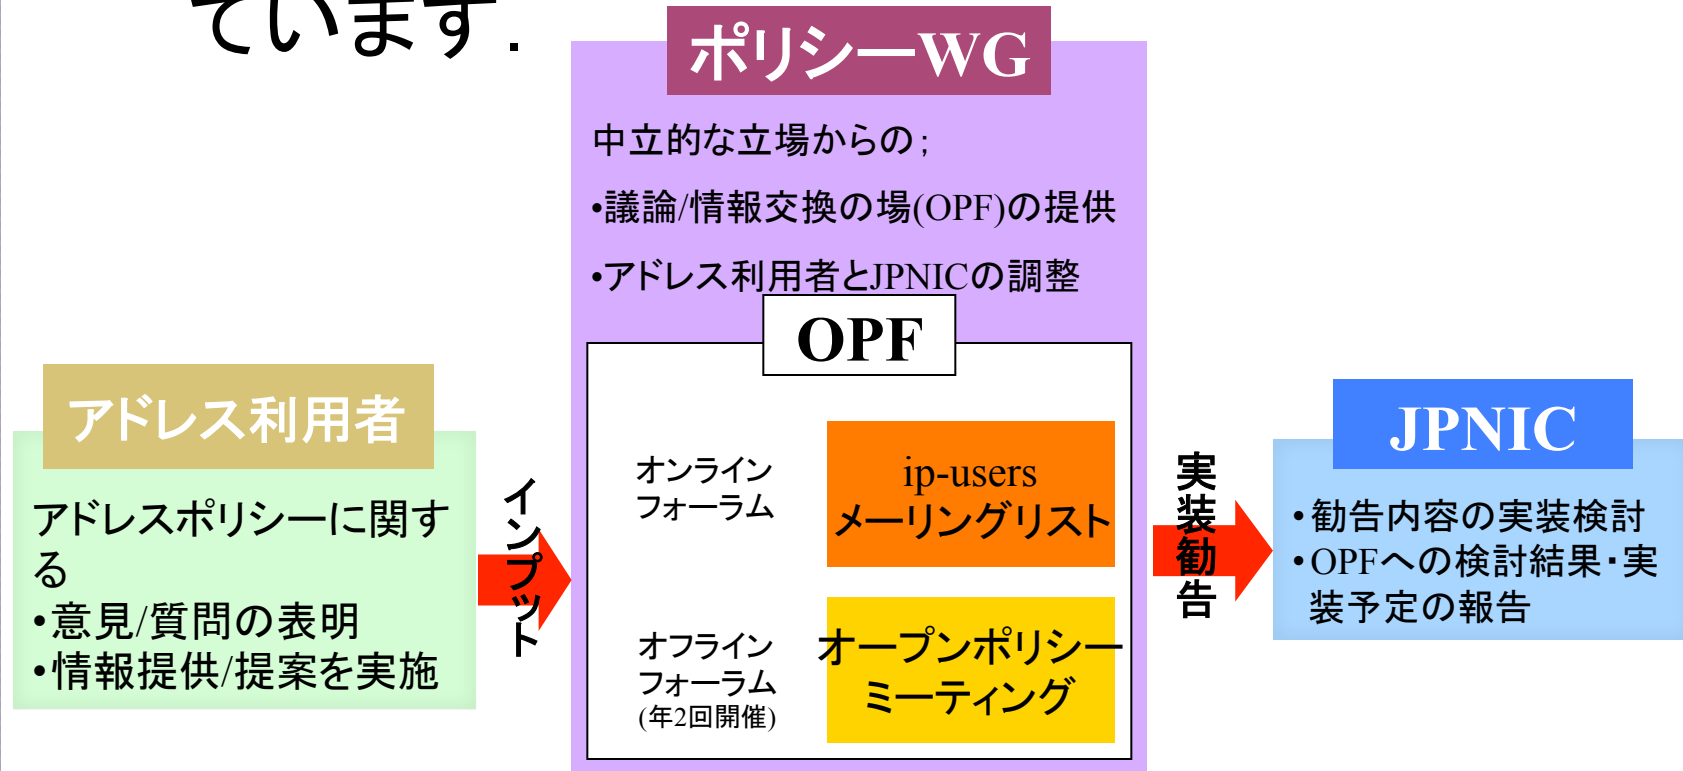 ています.
ポリシーWG
中立的な立場からの;
•議論/情報交換の場(OPF)の提供
•アドレス利用者とJPNICの調整
OPF
オンライン
フォーラム
ip-users
メーリングリスト
オフライン
フォーラム
(年2回開催)
オープンポリシー
ミーティング
アドレス利用者
アドレスポリシーに関す
る
•意見/質問の表明
•情報提供/提案を実施
インプット
実装勧告
JPNIC
•勧告内容の実装検討
•OPFへの検討結果・実
装予定の報告